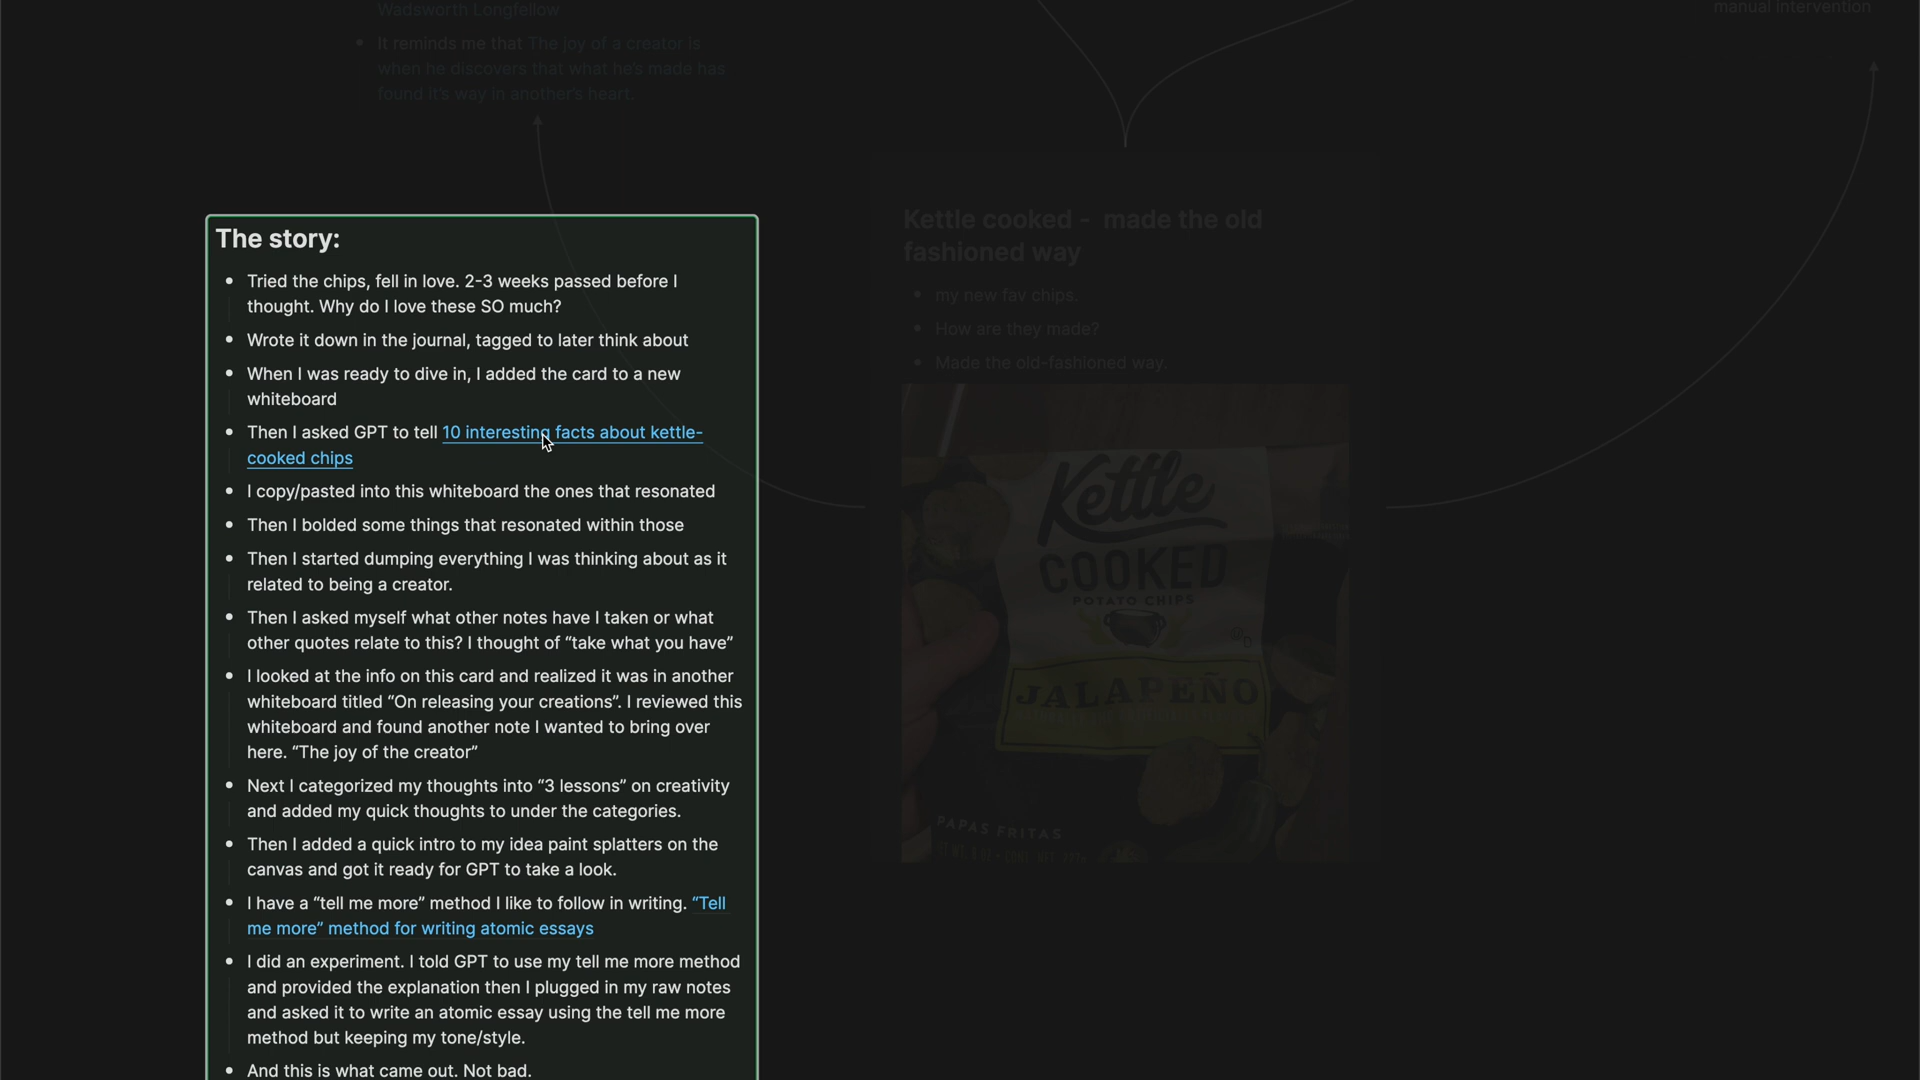 Wadsworth Longfellow
manual intervention
• It reminds me that The joy of a creator is
when he discovers that what he's made has
found it's way in another's heart.
The story:
• Tried the chips, fell in love. 2-3 weeks passed before I
thought. Why do I love these SO much?
• Wrote it down in the journal, tagged to later think about
• When I was ready to dive in, I added the card to a new
whiteboard
• Then I asked GPT to tell 10 interesting facts about kettle-
cooked chips
• I copy/pasted into this whiteboard the ones that resonated
• Then I bolded some things that resonated within those
• Then I started dumping everything I was thinking about as it
related to being a creator.
• Then I asked myself what other notes have I taken or what
other quotes relate to this? I thought of “take what you have”
• I looked at the info on this card and realized it was in another
whiteboard titled “On releasing your creations”. I reviewed this
whiteboard and found another note I wanted to bring over
here. “The joy of the creator”
• Next I categorized my thoughts into “3 lessons” on creativity
and added my quick thoughts to under the categories.
• Then I added a quick intro to my idea paint splatters on the
canvas and got it ready for GPT to take a look.
• I have a “tell me more” method I like to follow in writing. “Tell
me more” method for writing atomic essays
• I did an experiment. I told GPT to use my tell me more method
and provided the explanation then I plugged in my raw notes
and asked it to write an atomic essay using the tell me more
method but keeping my tone/style.
• And this is what came out. Not bad.
Kettle cooked - made the old
fashioned way
• my new fav chips.
• How are they made?
• Made the old-fashioned way.
Kettle
COOKED
POTATO CHIPS
JALAPEÑO
PAPAS FRITAS